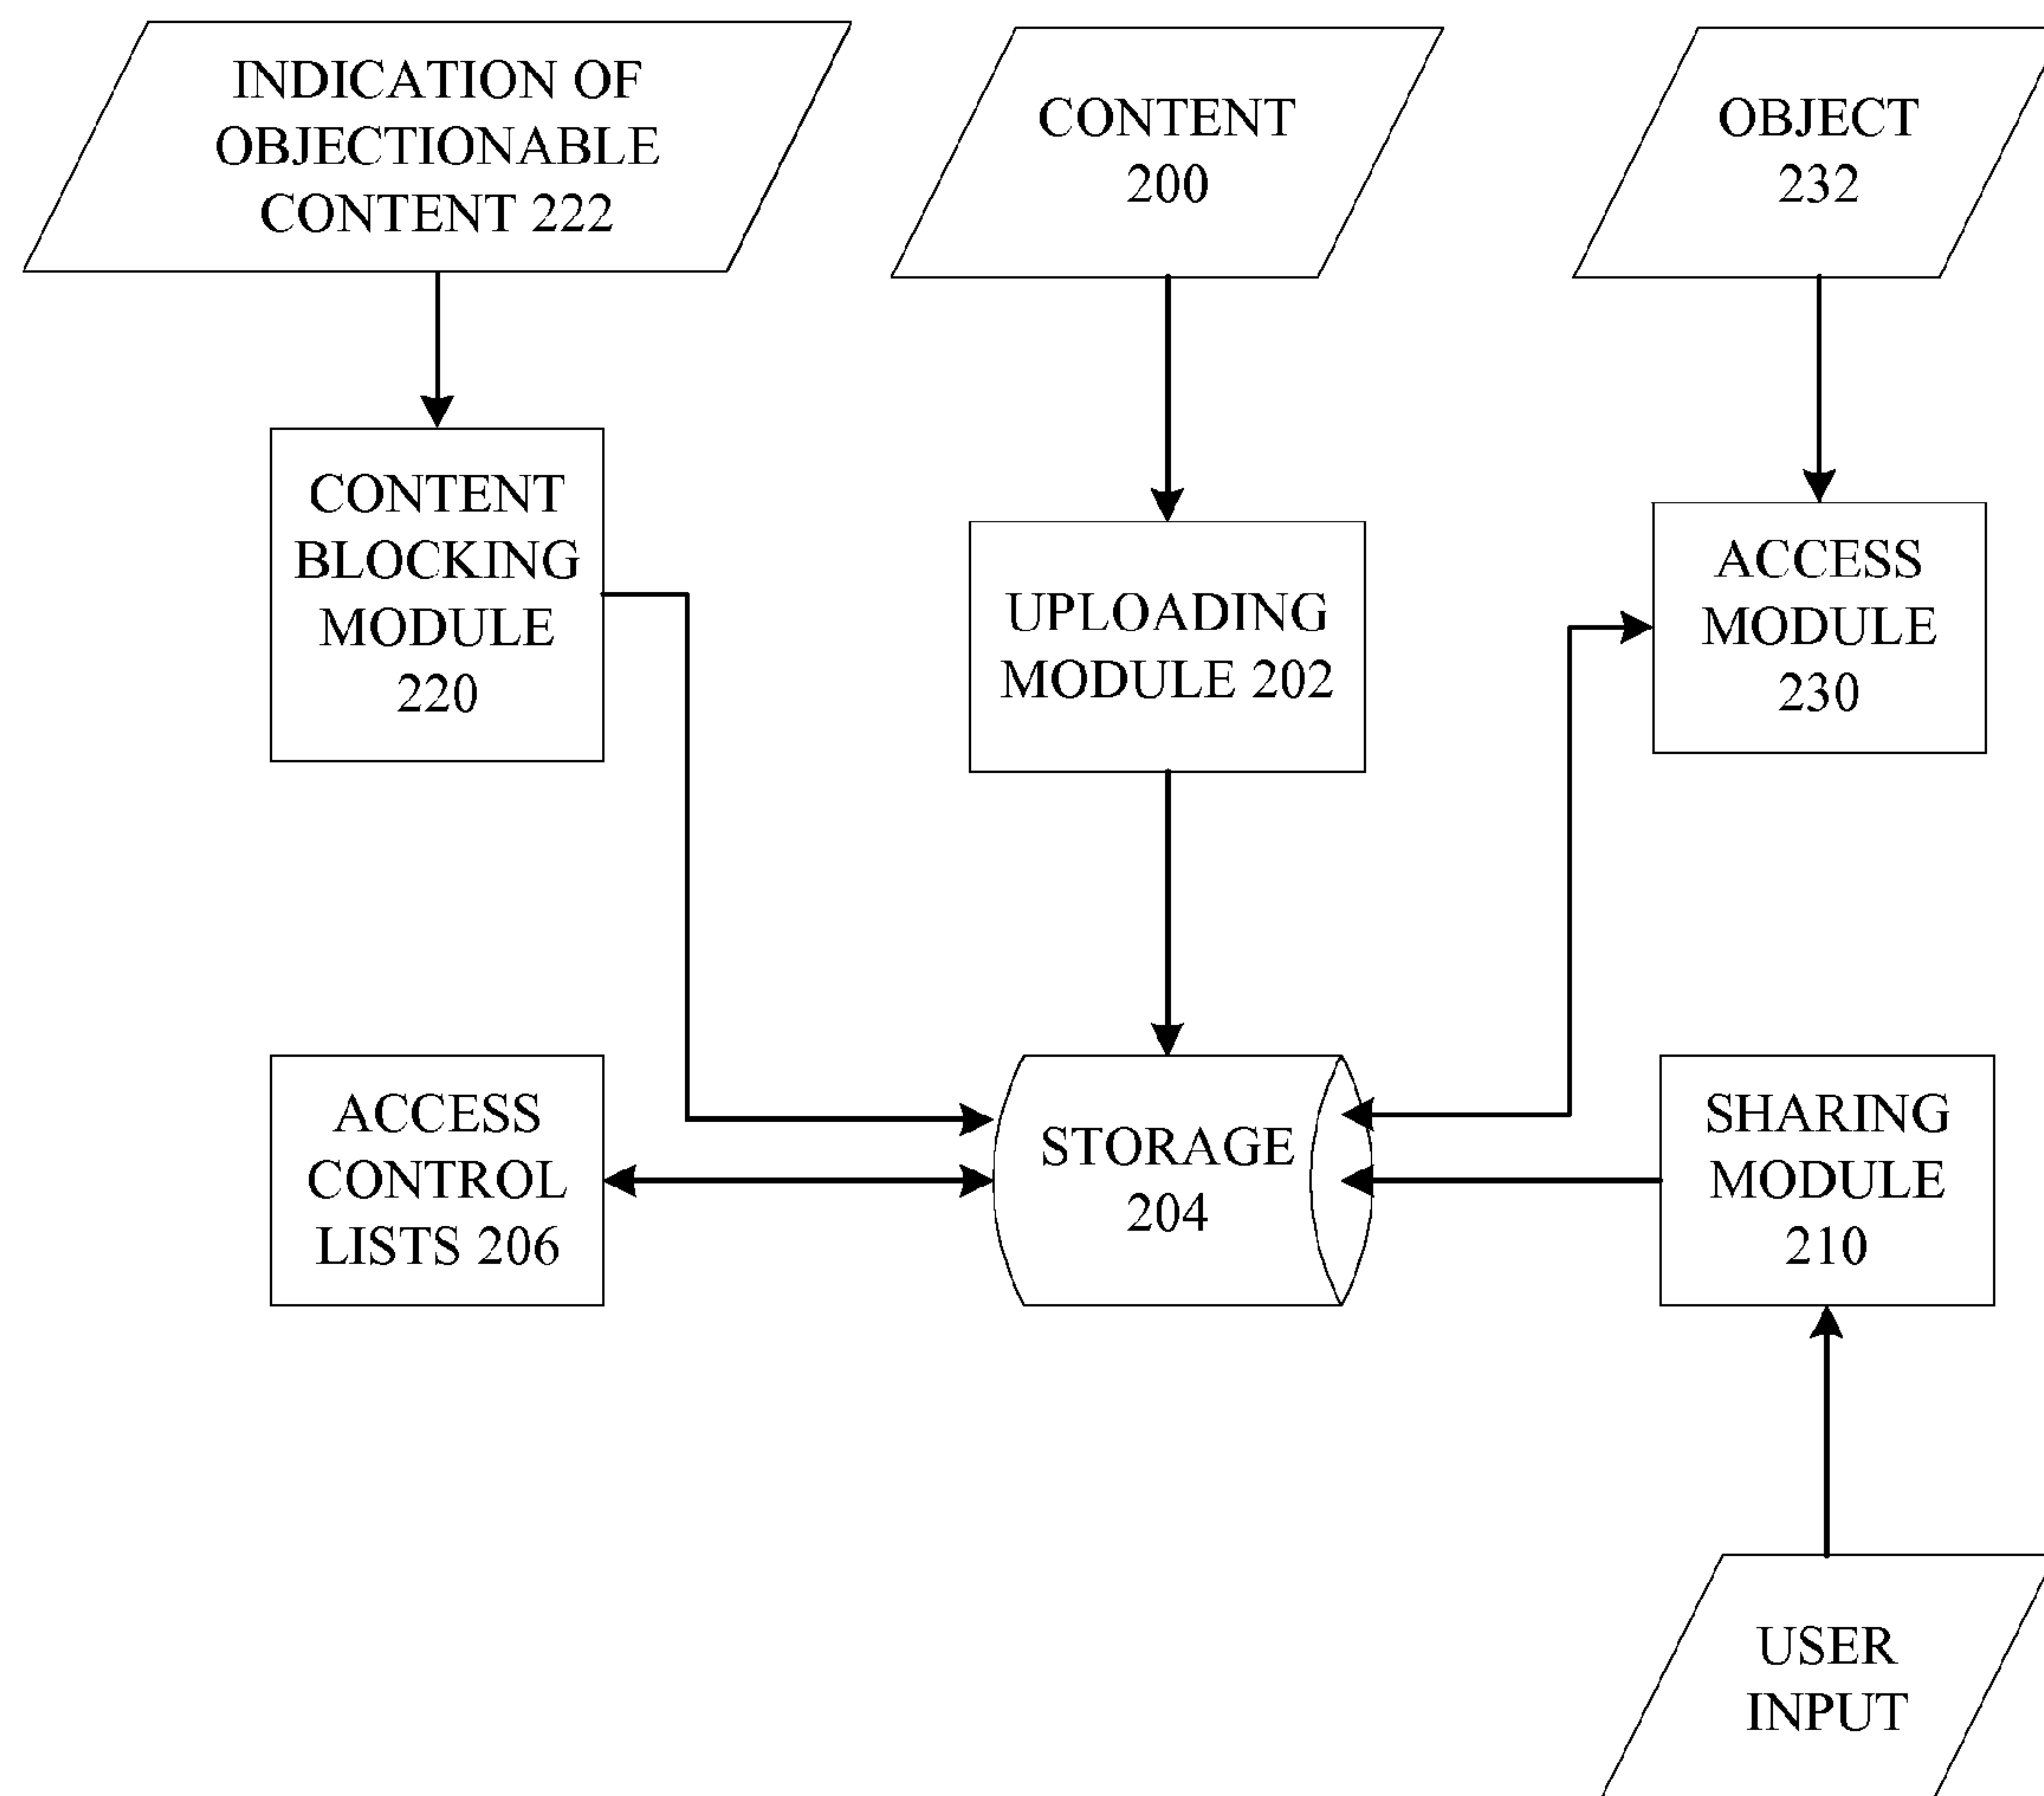 INDICATION OF
OBJECTIONABLE
CONTENT 222
CONTENT
200
OBJECT
232
CONTENT
BLOCKING
MODULE
220
UPLOADING
MODULE 202
ACCESS
MODULE
230
ACCESS
CONTROL
LISTS 206
STORAGE
204
SHARING
MODULE
210
USER
INPUT